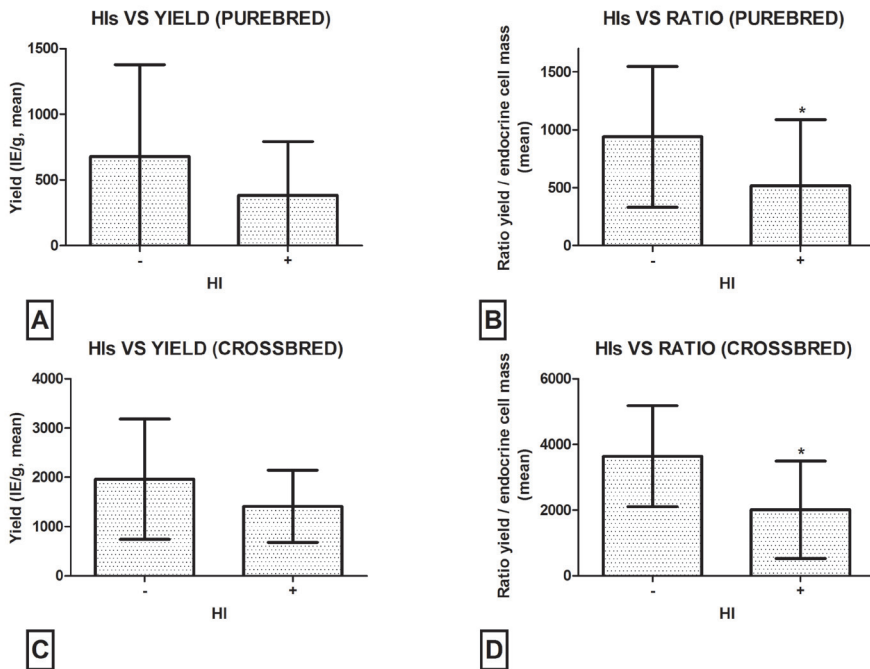 HIs VS YIELD (PUREBRED)
Yield (IE/g, mean)
1500
1000
500
0
-
+
HI
A
HIs VS RATIO (PUREBRED)
Ratio yield / endocrine cell mass
(mean)
1500
1000
500
0
*
-
+
HI
B
HIs VS YIELD (CROSSBRED)
Yield (IE/g, mean)
4000
3000
2000
1000
0
-
+
HI
C
HIs VS RATIO (CROSSBRED)
Ratio yield / endocrine cell mass
(mean)
6000
4000
2000
0
*
-
+
HI
D